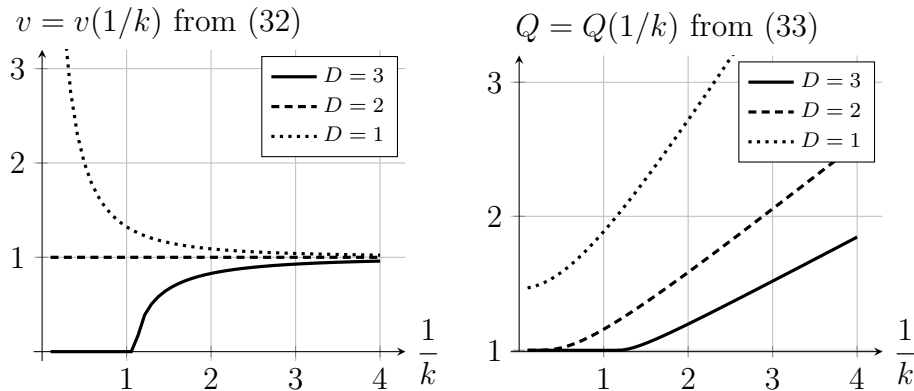 v = v(1/k) from (32)
3
2
1
1 2 3 4
1/k
D = 3
D = 2
D = 1
Q = Q(1/k) from (33)
3
2
1
1 2 3 4
1/k
D = 3
D = 2
D = 1